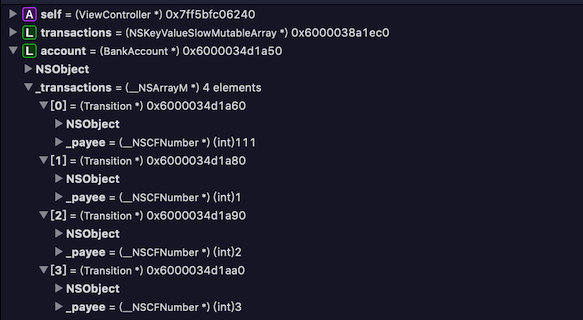 A self = (ViewController *) 0x7ff5bfc06240
L transactions = (NSKeyValueSlowMutableArray *) 0x6000038a1ec0
L account = (BankAccount *) 0x6000034d1a50
NSObject
_transactions = (__NSArrayM *) 4 elements
[0] = (Transition *) 0x6000034d1a60
NSObject
_payee = (__NSCFNumber *) (int)111
[1] = (Transition *) 0x6000034d1a80
NSObject
_payee = (__NSCFNumber *) (int)1
[2] = (Transition *) 0x6000034d1a90
NSObject
_payee = (__NSCFNumber *) (int)2
[3] = (Transition *) 0x6000034d1aa0
NSObject
_payee = (__NSCFNumber *) (int)3